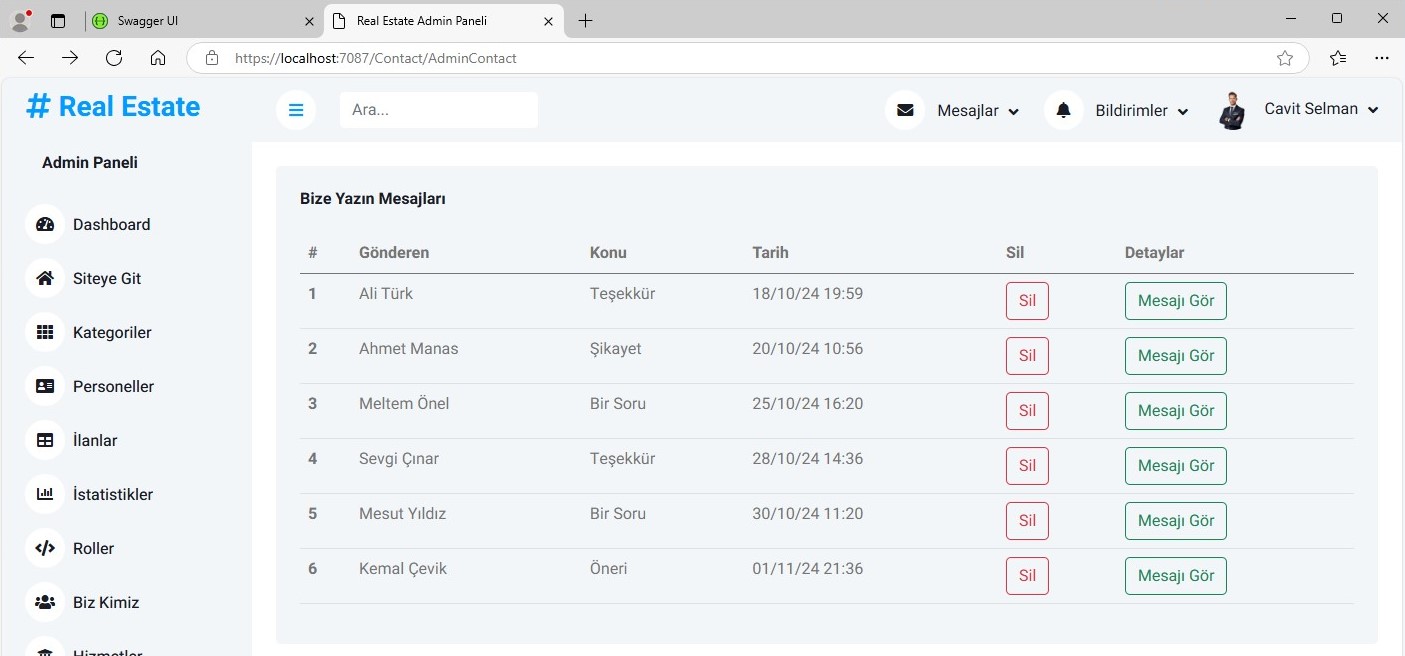 Swagger UI
Real Estate Admin Paneli
https://localhost:7087/Contact/AdminContact
# Real Estate
Ara...
Mesajlar
Bildirimler
Cavit Selman
Admin Paneli
Dashboard
Siteye Git
Kategoriler
Personeller
İlanlar
İstatistikler
Roller
Biz Kimiz
Hizmetler
Bize Yazın Mesajları
# Gönderen Konu Tarih Sil Detaylar
1 Ali Türk Teşekkür 18/10/24 19:59 Sil Mesajı Gör
2 Ahmet Manas Şikayet 20/10/24 10:56 Sil Mesajı Gör
3 Meltem Önel Bir Soru 25/10/24 16:20 Sil Mesajı Gör
4 Sevgi Çınar Teşekkür 28/10/24 14:36 Sil Mesajı Gör
5 Mesut Yıldız Bir Soru 30/10/24 11:20 Sil Mesajı Gör
6 Kemal Çevik Öneri 01/11/24 21:36 Sil Mesajı Gör